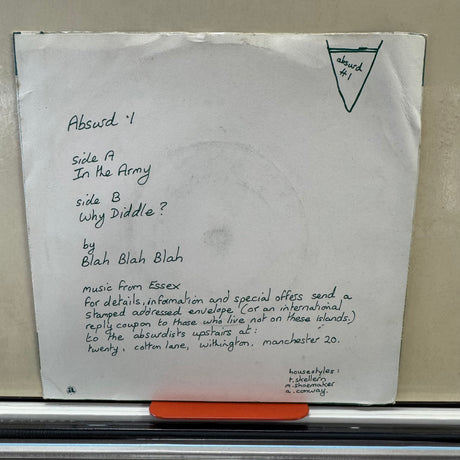 absurd
#1
Absurd ·1
side A
In the Army
side B
Why Diddle?
by
Blah Blah Blah
music from Essex
for details, infomation and special offers send a
stamped addressed envelope (or an international
reply coupon to those who live not on these islands,)
to the absurdists upstairs at:
twenty, cotton lane, withington. manchester 20.
housestyles:
t. skellern
m. shoemaker
a. conway.